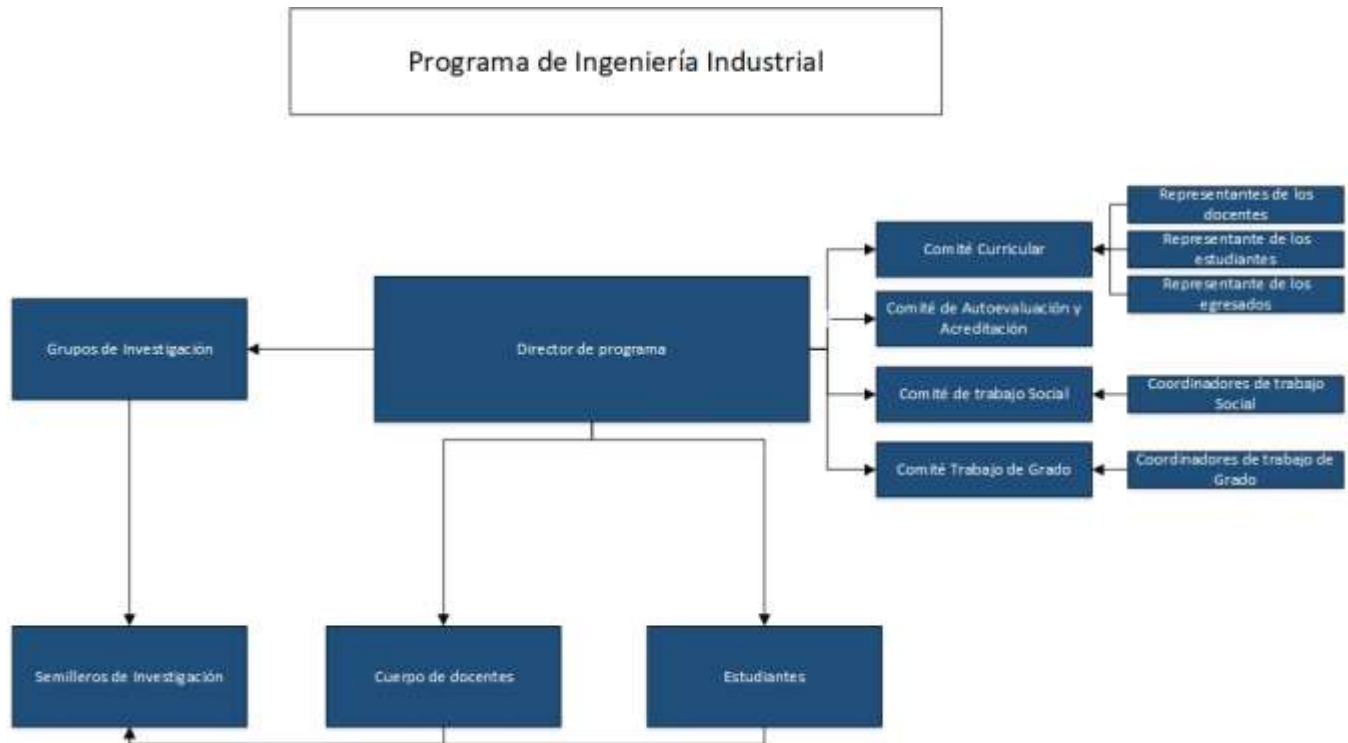 Programa de Ingeniería Industrial
Representantes de los
docentes
Comité Curricular
Representante de los
estudiantes
Representante de los
egresados
Comité de Autoevaluación y
Acreditación
Grupos de Investigación
Director de programa
Comité de trabajo Social
Coordinadores de trabajo
Social
Comité Trabajo de Grado
Coordinadores de trabajo de
Grado
Semilleros de Investigación
Cuerpo de docentes
Estudiantes